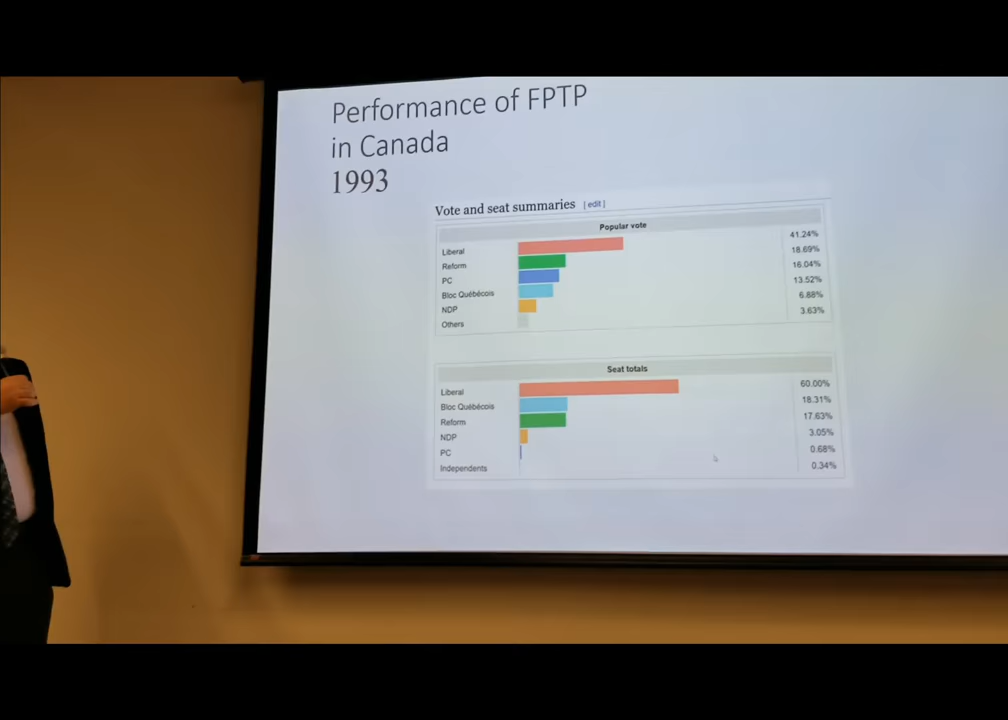 Performance of FPTP
in Canada
1993
Vote and seat summaries [ edit ]
Popular vote
Liberal 41.24%
Reform 18.69%
PC 16.04%
Bloc Québécois 13.52%
NDP 6.88%
Others 3.63%
Seat totals
Liberal 60.00%
Bloc Québécois 18.31%
Reform 17.63%
NDP 3.05%
PC 0.68%
Independents 0.34%